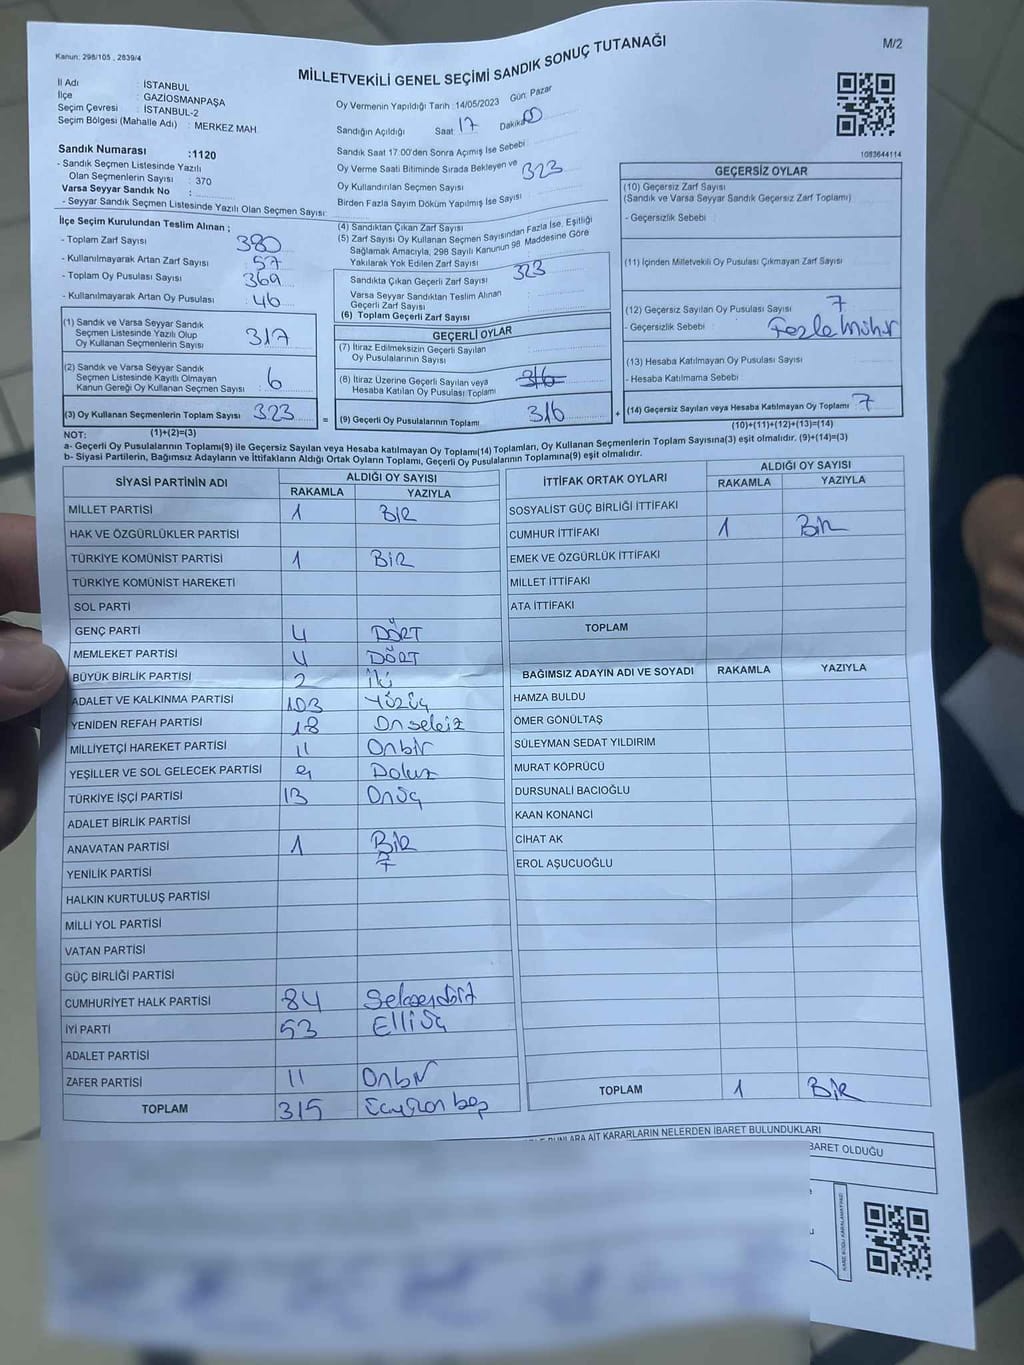 Kanun: 298/105 , 2839/4
M/2
MİLLETVEKİLİ GENEL SEÇİMİ SANDIK SONUÇ TUTANAĞI
İl Adı : İSTANBUL
İlçe : GAZİOSMANPAŞA
Seçim Çevresi : İSTANBUL-2
Seçim Bölgesi (Mahalle Adı) : MERKEZ MAH
Sandık Numarası :1120
- Sandık Seçmen Listesinde Yazılı
Olan Seçmenlerin Sayısı : 370
Varsa Seyyar Sandık No :
- Seyyar Sandık Seçmen Listesinde Yazılı Olan Seçmen Sayısı:
Oy Vermenin Yapıldığı Tarih :14/05/2023 Gün: Pazar
Sandığın Açıldığı Saat 17 Dakika
Sandık Saat 17.00'den Sonra Açımış İse Sebebi
Oy Verme Saati Bitiminde Sırada Bekleyen ve
Oy Kullandırılan Seçmen Sayısı 323
Birden Fazla Sayım Döküm Yapılmış İse Sayısı
1093644114
İlçe Seçim Kurulundan Teslim Alınan ;
- Toplam Zarf Sayısı 380
- Kullanılmayarak Artan Zarf Sayısı 57
- Toplam Oy Pusulası Sayısı 369
- Kullanılmayarak Artan Oy Pusulası 46
(1) Sandık ve Varsa Seyyar Sandık
Seçmen Listesinde Yazılı Olup
Oy Kullanan Seçmenlerin Sayısı 317
(2) Sandık ve Varsa Seyyar Sandık
Seçmen Listesinde Kayıtlı Olmayan
Kanun Gereği Oy Kullanan Seçmen Sayısı : 6
(3) Oy Kullanan Seçmenlerin Toplam Sayısı 323
(1)+(2)=(3)
(4) Sandıktan Çıkan Zarf Sayısı
(5) Zarf Sayısı Oy Kullanan Seçmen Sayısından Fazla İse, Eşitliği
Sağlamak Amacıyla, 298 Sayılı Kanunun 98. Maddesine Göre
Yakılarak Yok Edilen Zarf Sayısı
Sandıkta Çıkan Geçerli Zarf Sayısı 323
Varsa Seyyar Sandıktan Teslim Alınan
Geçerli Zarf Sayısı
(6) Toplam Geçerli Zarf Sayısı
GEÇERLİ OYLAR
(7) İtiraz Edilmeksizin Geçerli Sayılan
Oy Pusulalarının Sayısı
(8) İtiraz Üzerine Geçerli Sayılan veya
Hesaba Katılan Oy Pusulaları Toplamı 316
= (9) Geçerli Oy Pusulalarının Toplamı 316
GEÇERSİZ OYLAR
(10) Geçersiz Zarf Sayısı
(Sandık ve Varsa Seyyar Sandık Geçersiz Zarf Toplamı)
- Geçersizlik Sebebi
(11) İçinden Milletvekili Oy Pusulası Çıkmayan Zarf Sayısı
(12) Geçersiz Sayılan Oy Pusulası Sayısı : 7
- Geçersizlik Sebebi : Fazla Mühür
(13) Hesaba Katılmayan Oy Pusulası Sayısı
- Hesaba Katılmama Sebebi
+ (14) Geçersiz Sayılan veya Hesaba Katılmayan Oy Toplamı 7
(10)+(11)+(12)+(13)=(14)
NOT:
a- Geçerli Oy Pusulalarının Toplamı(9) ile Geçersiz Sayılan veya Hesaba katılmayan Oy Toplamı(14) Toplamları, Oy Kullanan Seçmenlerin Toplam Sayısına(3) eşit olmalıdır. (9)+(14)=(3)
b- Siyasi Partilerin, Bağımsız Adayların ve İttifakların Aldığı Ortak Oyların Toplamı, Geçerli Oy Pusulalarının Toplamına(9) eşit olmalıdır.
SİYASİ PARTİNİN ADI ALDIĞI OY SAYISI
RAKAMLA YAZIYLA
MİLLET PARTİSİ 1 BİR
HAK VE ÖZGÜRLÜKLER PARTİSİ
TÜRKİYE KOMÜNİST PARTİSİ 1 BİR
TÜRKİYE KOMÜNİST HAREKETİ
SOL PARTİ
GENÇ PARTİ 4 DÖRT
MEMLEKET PARTİSİ 4 DÖRT
BÜYÜK BİRLİK PARTİSİ 2 İki
ADALET VE KALKINMA PARTİSİ 103 Yüzüç
YENİDEN REFAH PARTİSİ 18 Onsekiz
MİLLİYETÇİ HAREKET PARTİSİ 11 Onbir
YEŞİLLER VE SOL GELECEK PARTİSİ 9 Dokuz
TÜRKİYE İŞÇİ PARTİSİ 13 Onüç
ADALET BİRLİK PARTİSİ
ANAVATAN PARTİSİ 1 BİR
YENİLİK PARTİSİ 7
HALKIN KURTULUŞ PARTİSİ
MİLLİ YOL PARTİSİ
VATAN PARTİSİ
GÜÇ BİRLİĞİ PARTİSİ
CUMHURİYET HALK PARTİSİ 84 Seksendört
İYİ PARTİ 53 Elliüç
ADALET PARTİSİ
ZAFER PARTİSİ 11 Onbir
TOPLAM 315 Üçyüzonbeş
İTTİFAK ORTAK OYLARI ALDIĞI OY SAYISI
RAKAMLA YAZIYLA
SOSYALİST GÜÇ BİRLİĞİ İTTİFAKI
CUMHUR İTTİFAKI 1 Bir
EMEK VE ÖZGÜRLÜK İTTİFAKI
MİLLET İTTİFAKI
ATA İTTİFAKI
TOPLAM
BAĞIMSIZ ADAYIN ADI VE SOYADI RAKAMLA YAZIYLA
HAMZA BULDU
ÖMER GÖNÜLTAŞ
SÜLEYMAN SEDAT YILDIRIM
MURAT KÖPRÜCÜ
DURSUNALİ BACIOĞLU
KAAN KONANCİ
CİHAT AK
EROL AŞUCUOĞLU
TOPLAM 1 BİR
AİT KARARLARIN NELERDEN İBARET BULUNDUKLARI
BARET OLDUĞU
KARE KODU KARALAMAYINIZ!